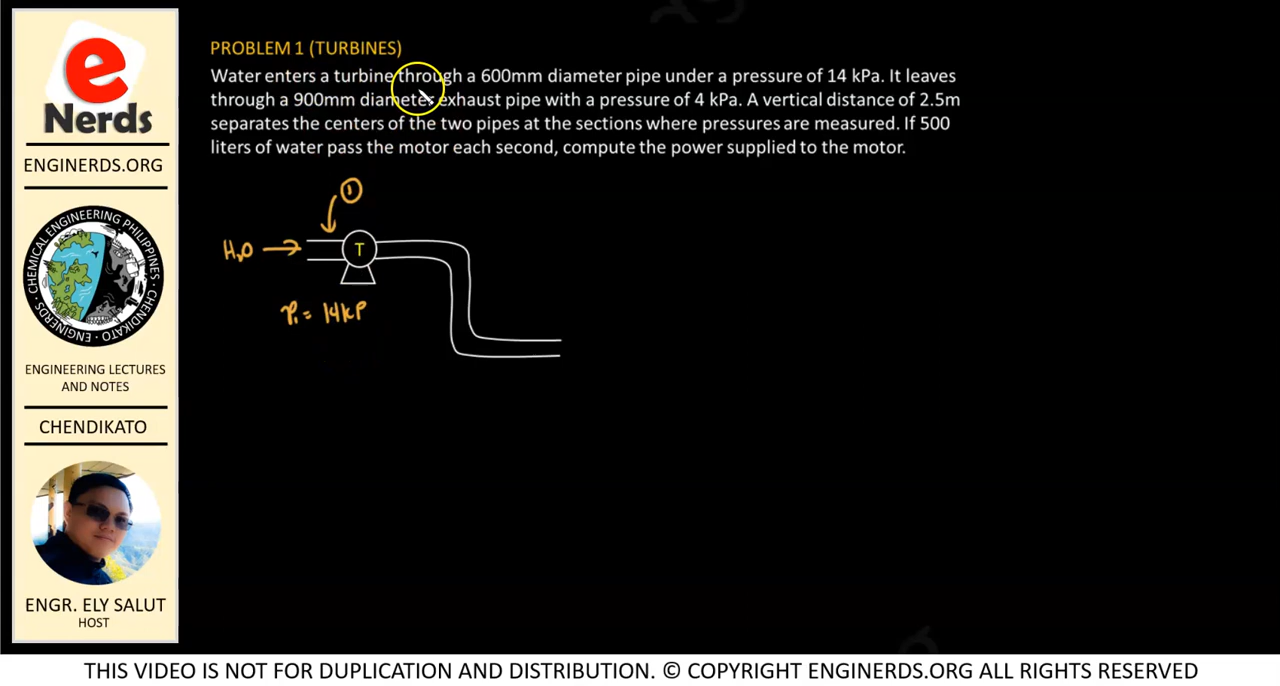 e
Nerds
ENGINERDS.ORG
CHEMICAL ENGINEERING PHILIPPINES · CHENDIKATO · ENGINERDS.ORG ·
ENGINEERING LECTURES
AND NOTES
CHENDIKATO
ENGR. ELY SALUT
HOST
PROBLEM 1 (TURBINES)
Water enters a turbine through a 600mm diameter pipe under a pressure of 14 kPa. It leaves
through a 900mm diameter exhaust pipe with a pressure of 4 kPa. A vertical distance of 2.5m
separates the centers of the two pipes at the sections where pressures are measured. If 500
liters of water pass the motor each second, compute the power supplied to the motor.
①
H₂O → T
P₁ = 14kP
THIS VIDEO IS NOT FOR DUPLICATION AND DISTRIBUTION. © COPYRIGHT ENGINERDS.ORG ALL RIGHTS RESERVED